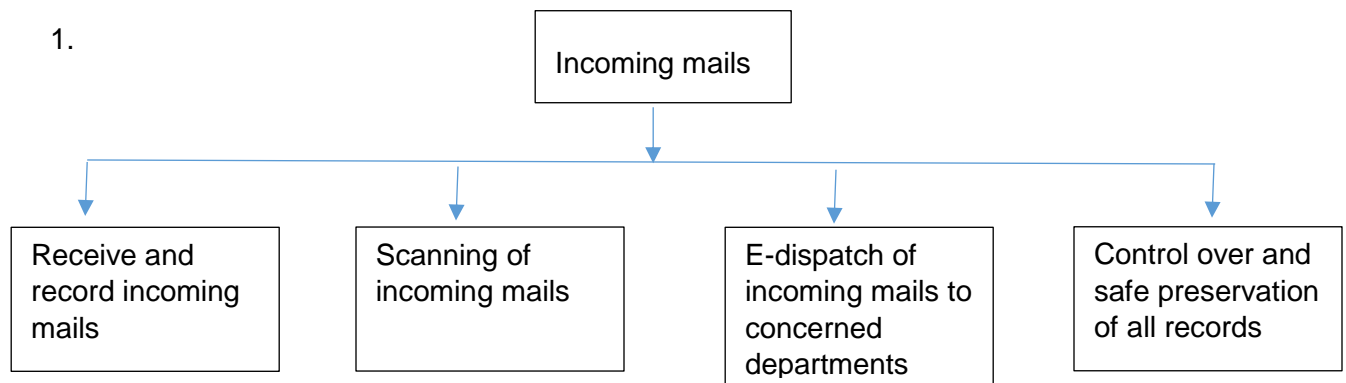 1.
Incoming mails
Receive and
record incoming
mails
Scanning of
incoming mails
E-dispatch of
incoming mails to
concerned
departments
Control over and
safe preservation
of all records